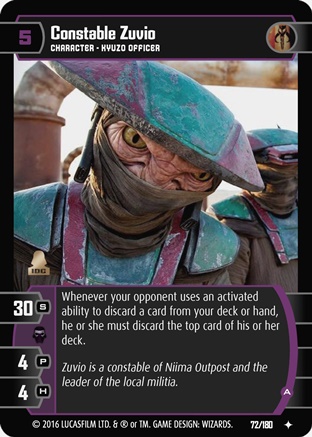 5
Constable Zuvio
CHARACTER - KYUZO OFFICER
IDC
30 S
4 P
4 H
Whenever your opponent uses an activated
ability to discard a card from your deck or hand,
he or she must discard the top card of his or her
deck.
Zuvio is a constable of Niima Outpost and the
leader of the local militia.
A
© 2016 LUCASFILM LTD. & ® or TM. GAME DESIGN: WIZARDS.
72/180